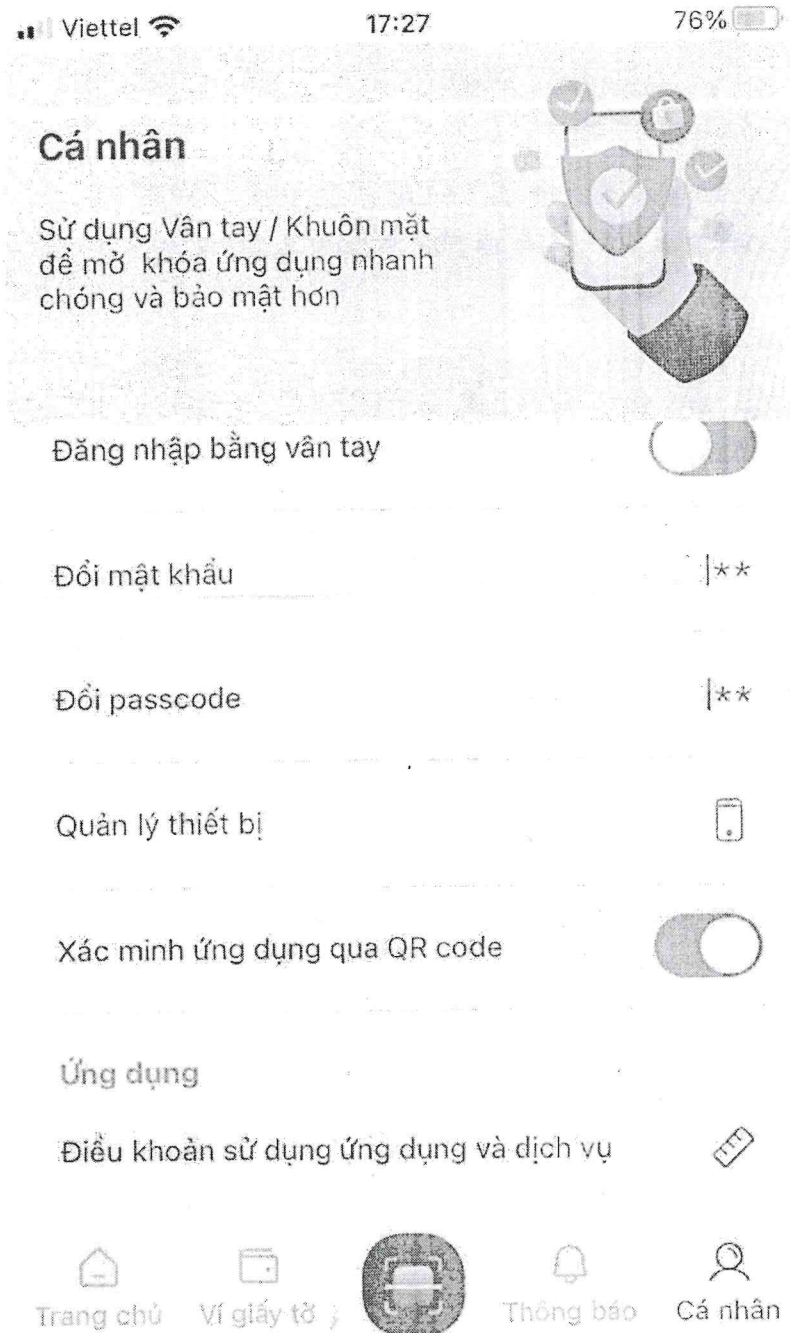 Viettel 17:27 76%
Cá nhân
Sử dụng Vân tay / Khuôn mặt
để mở khóa ứng dụng nhanh
chóng và bảo mật hơn
Đăng nhập bằng vân tay
Đổi mật khẩu |**
Đổi passcode |**
Quản lý thiết bị
Xác minh ứng dụng qua QR code
Ứng dụng
Điều khoản sử dụng ứng dụng và dịch vụ
Trang chủ Ví giấy tờ Thông báo Cá nhân